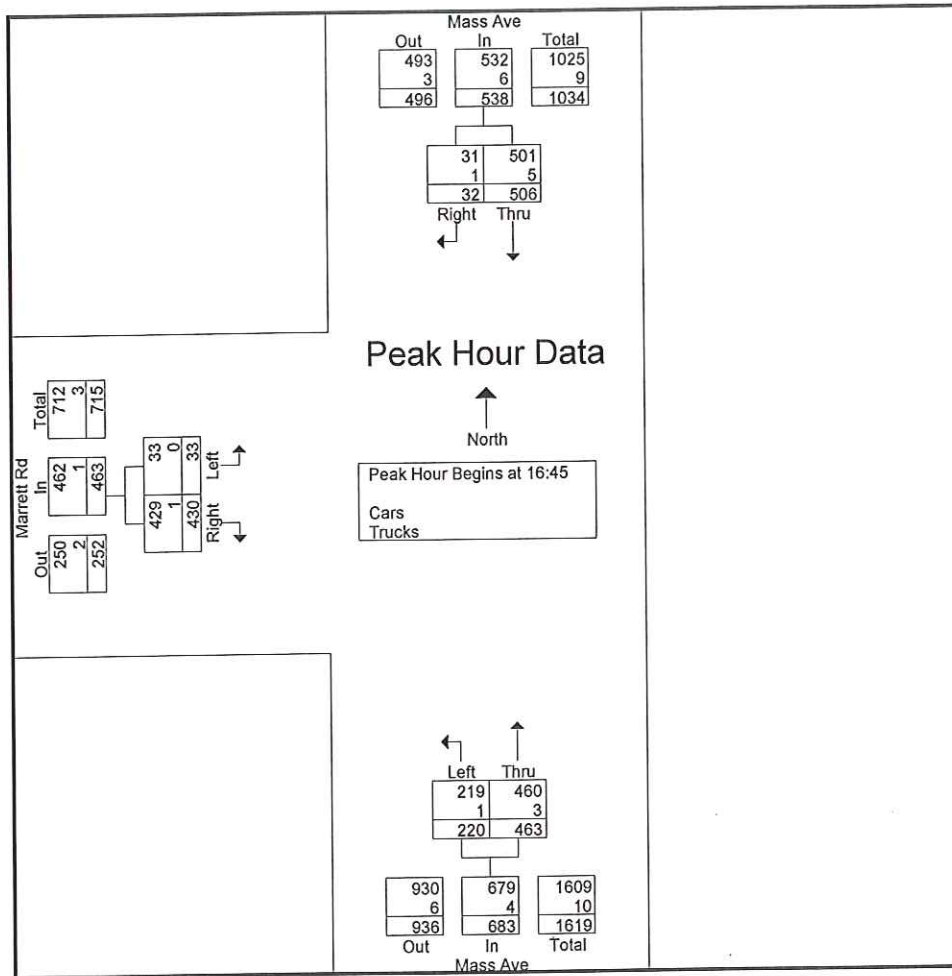 Mass Ave
Out In Total
493 532 1025
3 6 9
496 538 1034
31 501
1 5
32 506
Right Thru
Peak Hour Data
North
Peak Hour Begins at 16:45
Cars
Trucks
Marrett Rd
Out In Total
250 462 712
2 1 3
252 463 715
429 33
1 0
430 33
Right Left
Left Thru
219 460
1 3
220 463
930 679 1609
6 4 10
936 683 1619
Out In Total
Mass Ave